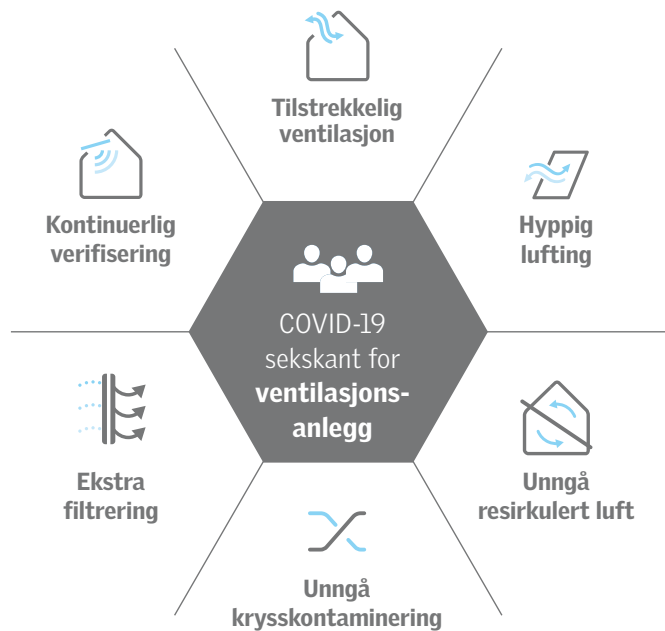 Tilstrekkelig
ventilasjon
Kontinuerlig
verifisering
Hyppig
lufting
COVID-19
sekskant for
ventilasjons-
anlegg
Ekstra
filtrering
Unngå
resirkulert luft
Unngå
krysskontaminering